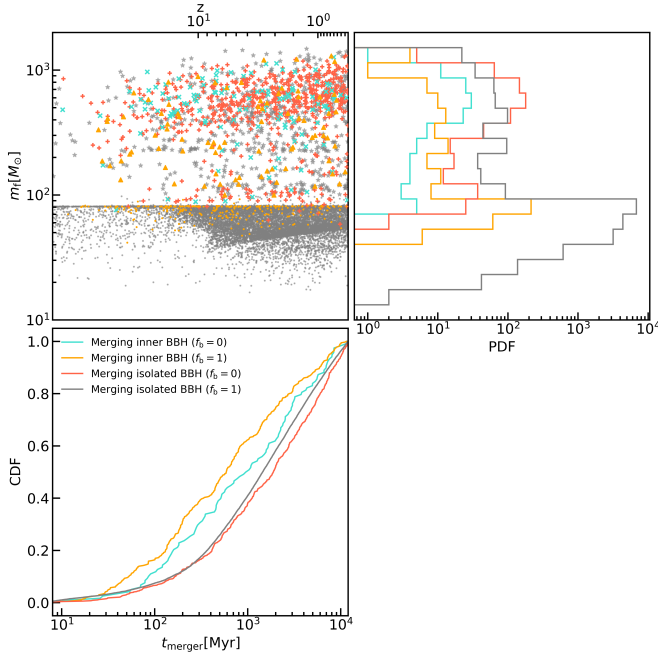 z
10¹ 10⁰
10³
10²
10¹
m_f[M_⊙]
10⁰ 10¹ 10² 10³ 10⁴
PDF
1.0
0.8
0.6
0.4
0.2
0.0
CDF
Merging inner BBH (f_b = 0)
Merging inner BBH (f_b = 1)
Merging isolated BBH (f_b = 0)
Merging isolated BBH (f_b = 1)
10¹ 10² 10³ 10⁴
t_merger[Myr]